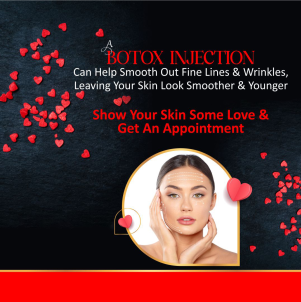 A
BOTOX INJECTION
Can Help Smooth Out Fine Lines & Wrinkles,
Leaving Your Skin Look Smoother & Younger
Show Your Skin Some Love &
Get An Appointment